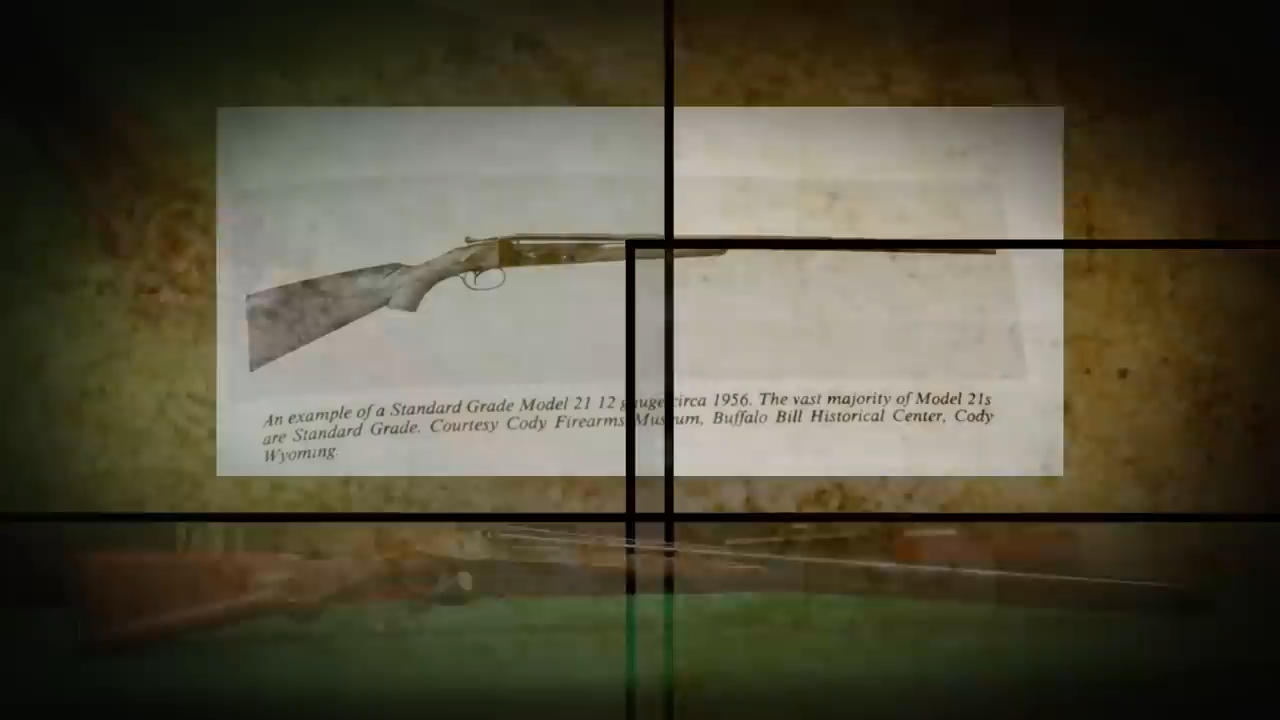 An example of a Standard Grade Model 21 12 gauge circa 1956. The vast majority of Model 21s
are Standard Grade. Courtesy Cody Firearms Museum, Buffalo Bill Historical Center, Cody
Wyoming.